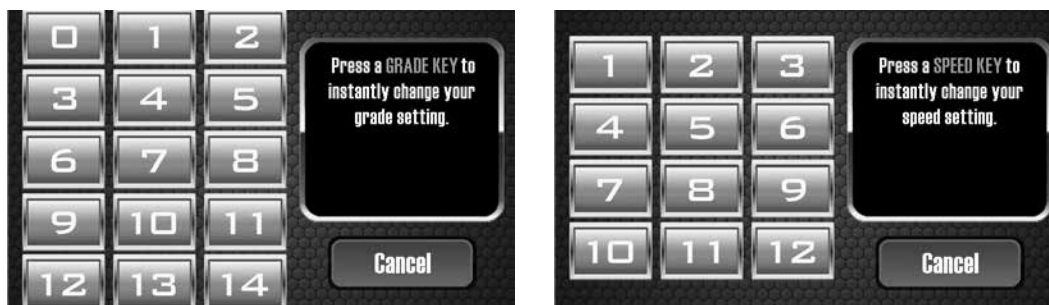 0 1 2
3 4 5
6 7 8
9 10 11
12 13 14
Press a GRADE KEY to
instantly change your
grade setting.
Cancel
1 2 3
4 5 6
7 8 9
10 11 12
Press a SPEED KEY to
instantly change your
speed setting.
Cancel